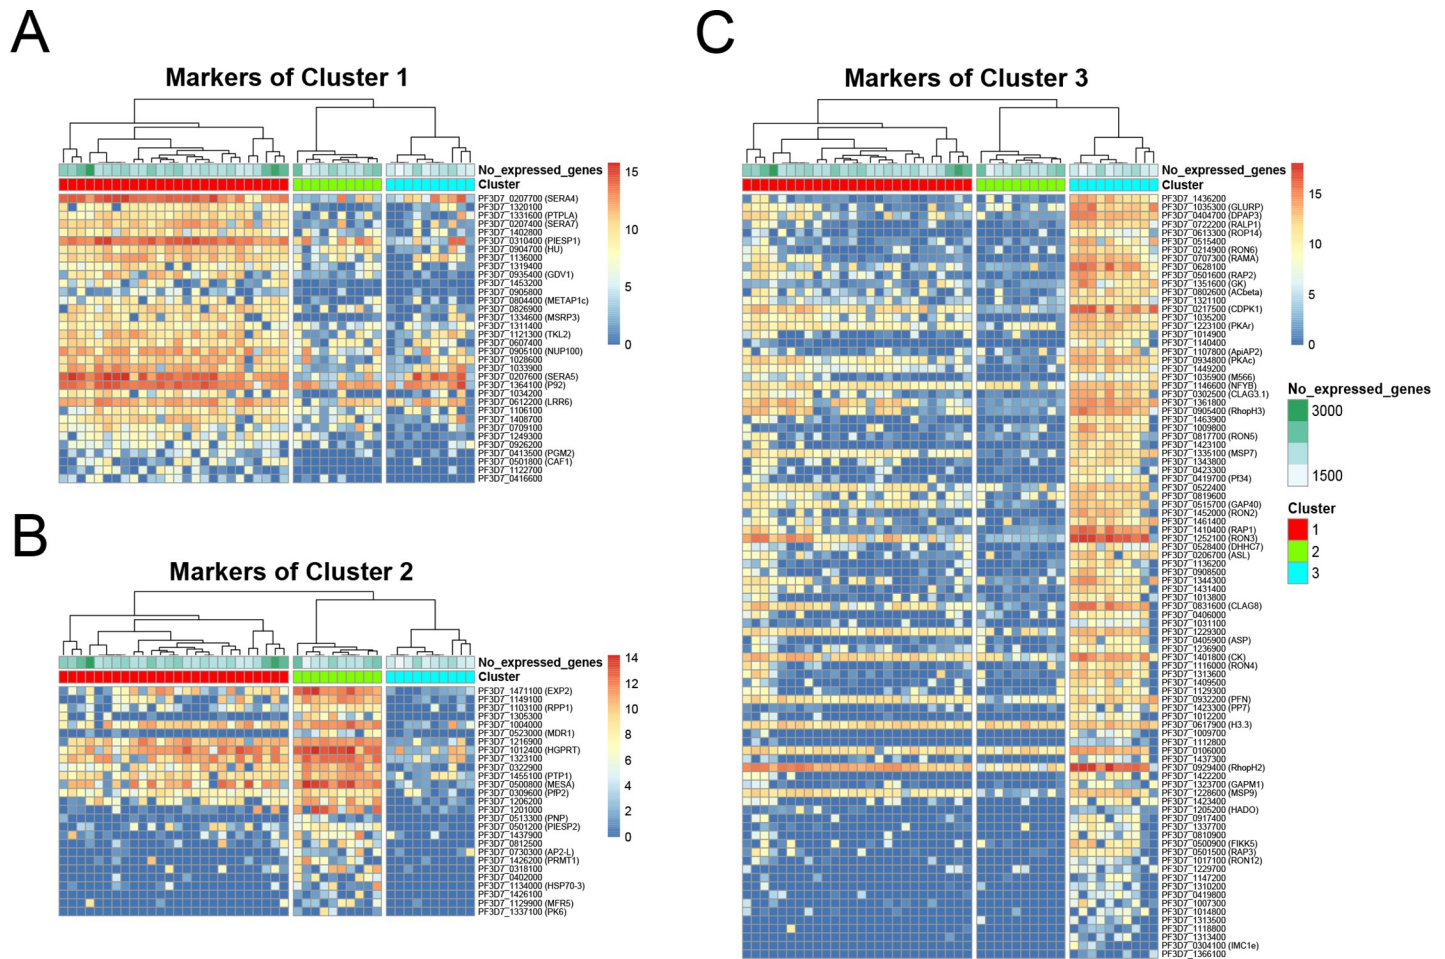 A
Markers of Cluster 1
No_expressed_genes
Cluster
PF3D7_0207700 (SERA4)
PF3D7_1320100
PF3D7_1331600 (PTPLA)
PF3D7_0207400 (SERA7)
PF3D7_1402800
PF3D7_0310400 (PIESP1)
PF3D7_0904700 (HU)
PF3D7_1136000
PF3D7_1319400
PF3D7_0935400 (GDV1)
PF3D7_1453200
PF3D7_0905800
PF3D7_0804400 (METAP1c)
PF3D7_0826900
PF3D7_1334600 (MSRP3)
PF3D7_1311400
PF3D7_1121300 (TKL2)
PF3D7_0607400
PF3D7_0905100 (NUP100)
PF3D7_1028600
PF3D7_1033900
PF3D7_0207600 (SERA5)
PF3D7_1364100 (P92)
PF3D7_1034200
PF3D7_0612200 (LRR6)
PF3D7_1106100
PF3D7_1408700
PF3D7_0709100
PF3D7_1249300
PF3D7_0926200
PF3D7_0413500 (PGM2)
PF3D7_0501800 (CAF1)
PF3D7_1122700
PF3D7_0416600
15
10
5
0
B
Markers of Cluster 2
No_expressed_genes
Cluster
PF3D7_1471100 (EXP2)
PF3D7_1149100
PF3D7_1103100 (RPP1)
PF3D7_1305300
PF3D7_1004000
PF3D7_0523000 (MDR1)
PF3D7_1216900
PF3D7_1012400 (HGPRT)
PF3D7_1323100
PF3D7_0322900
PF3D7_1455100 (PTP1)
PF3D7_0500800 (MESA)
PF3D7_0309600 (PfP2)
PF3D7_1206200
PF3D7_1201000
PF3D7_0513300 (PNP)
PF3D7_0501200 (PIESP2)
PF3D7_1437900
PF3D7_0812500
PF3D7_0730300 (AP2-L)
PF3D7_1426200 (PRMT1)
PF3D7_0318100
PF3D7_0402000
PF3D7_1134000 (HSP70-3)
PF3D7_1426100
PF3D7_1129900 (MFR5)
PF3D7_1337100 (PK6)
14
12
10
8
6
4
2
0
C
Markers of Cluster 3
No_expressed_genes
Cluster
PF3D7_1436200
PF3D7_1035300 (GLURP)
PF3D7_0404700 (DPAP3)
PF3D7_0722200 (RALP1)
PF3D7_0613300 (ROP14)
PF3D7_0515400
PF3D7_0214900 (RON6)
PF3D7_0707300 (RAMA)
PF3D7_0628100
PF3D7_0501600 (RAP2)
PF3D7_1351600 (GK)
PF3D7_0802600 (ACbeta)
PF3D7_1321100
PF3D7_0217500 (CDPK1)
PF3D7_1035200
PF3D7_1223100 (PKAr)
PF3D7_1014900
PF3D7_1140400
PF3D7_1107800 (ApiAP2)
PF3D7_0934800 (PKAc)
PF3D7_1449200
PF3D7_1035900 (M566)
PF3D7_1146600 (NFYB)
PF3D7_0302500 (CLAG3.1)
PF3D7_1361800
PF3D7_0905400 (RhopH3)
PF3D7_1463900
PF3D7_1009800
PF3D7_0817700 (RON5)
PF3D7_1423100
PF3D7_1335100 (MSP7)
PF3D7_1343800
PF3D7_0423300
PF3D7_0419700 (Pf34)
PF3D7_0522400
PF3D7_0819600
PF3D7_0515700 (GAP40)
PF3D7_1452000 (RON2)
PF3D7_1461400
PF3D7_1410400 (RAP1)
PF3D7_1252100 (RON3)
PF3D7_0528400 (DHHC7)
PF3D7_0206700 (ASL)
PF3D7_1136200
PF3D7_0908500
PF3D7_1344300
PF3D7_1431400
PF3D7_1013800
PF3D7_0831600 (CLAG8)
PF3D7_0406000
PF3D7_1031100
PF3D7_1229300
PF3D7_0405900 (ASP)
PF3D7_1236900
PF3D7_1401800 (CK)
PF3D7_1116000 (RON4)
PF3D7_1313600
PF3D7_1409500
PF3D7_1129300
PF3D7_0932200 (PFN)
PF3D7_1423300 (PP7)
PF3D7_1012200
PF3D7_0617900 (H3.3)
PF3D7_1009700
PF3D7_1112800
PF3D7_0106000
PF3D7_1437300
PF3D7_0929400 (RhopH2)
PF3D7_1422200
PF3D7_1323700 (GAPM1)
PF3D7_1228600 (MSP9)
PF3D7_1423400
PF3D7_1205200 (HADO)
PF3D7_0917400
PF3D7_1337700
PF3D7_0810900
PF3D7_0500900 (FIKK5)
PF3D7_0501500 (RAP3)
PF3D7_1017100 (RON12)
PF3D7_1229700
PF3D7_1147200
PF3D7_1310200
PF3D7_0419800
PF3D7_1007300
PF3D7_1014800
PF3D7_1313500
PF3D7_1118800
PF3D7_1313400
PF3D7_0304100 (IMC1e)
PF3D7_1366100
15
10
5
0
No_expressed_genes
3000
1500
Cluster
1
2
3